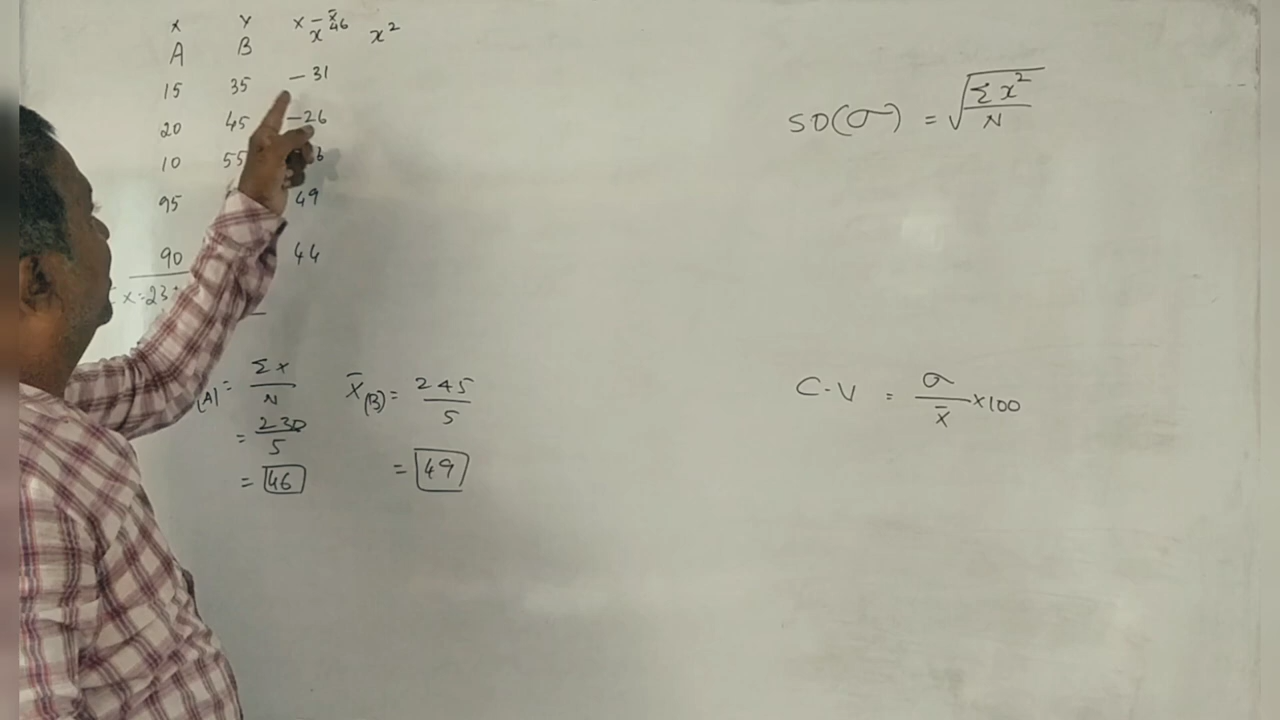 X Y X - x̄ 46
A B x x²
15 35 -31
20 45 -26
10 55
95 49
90 44
x=23
(A) = Σx / N
= 230 / 5
= 46
x̄(B) = 245 / 5
= 49
SD(σ) = √Σx² / N
C.V = σ / x̄ ×100